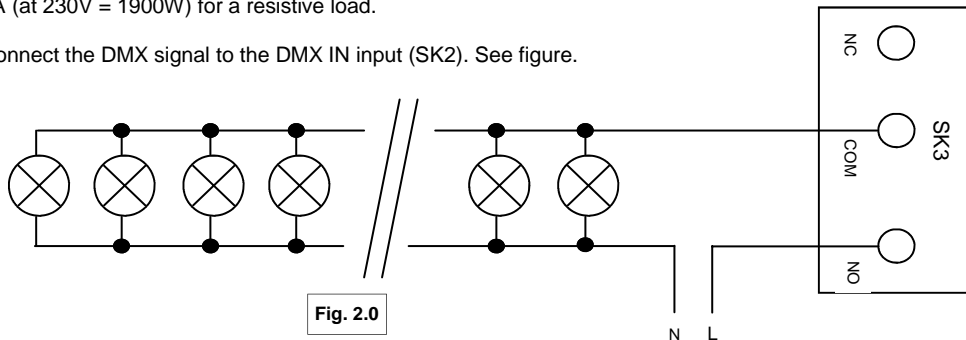 A (at 230V = 1900W) for a resistive load.
onnect the DMX signal to the DMX IN input (SK2). See figure.
NC
COM
SK3
NO
Fig. 2.0
N L